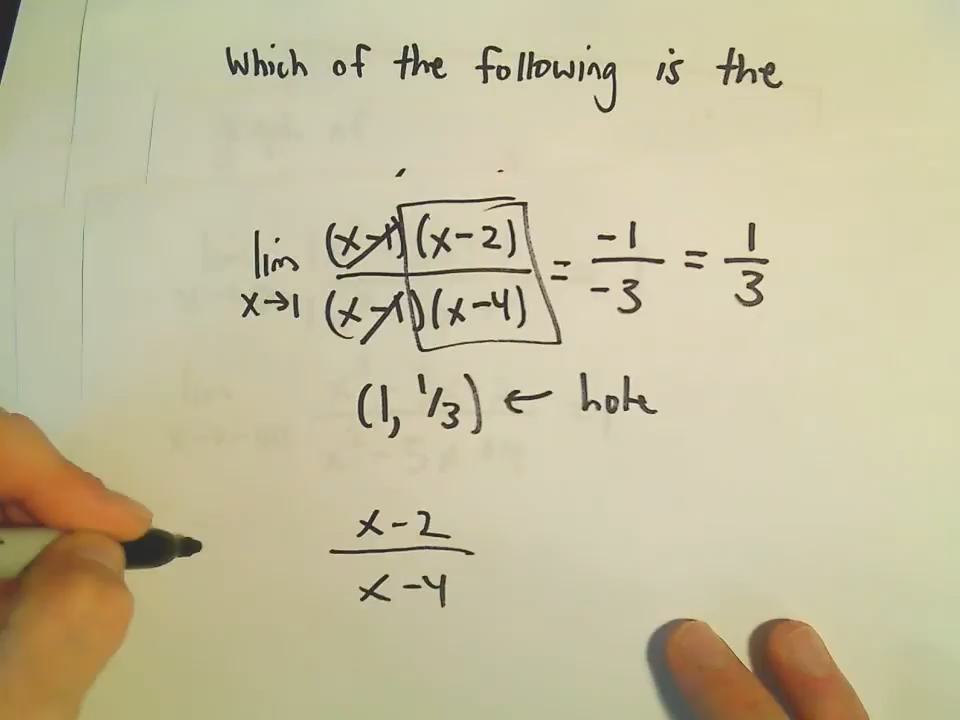 Which of the following is the
lim x→1 (x-1)(x-2) / (x-1)(x-4) = -1/-3 = 1/3
(1, 1/3) ← hole
x-2
x-4